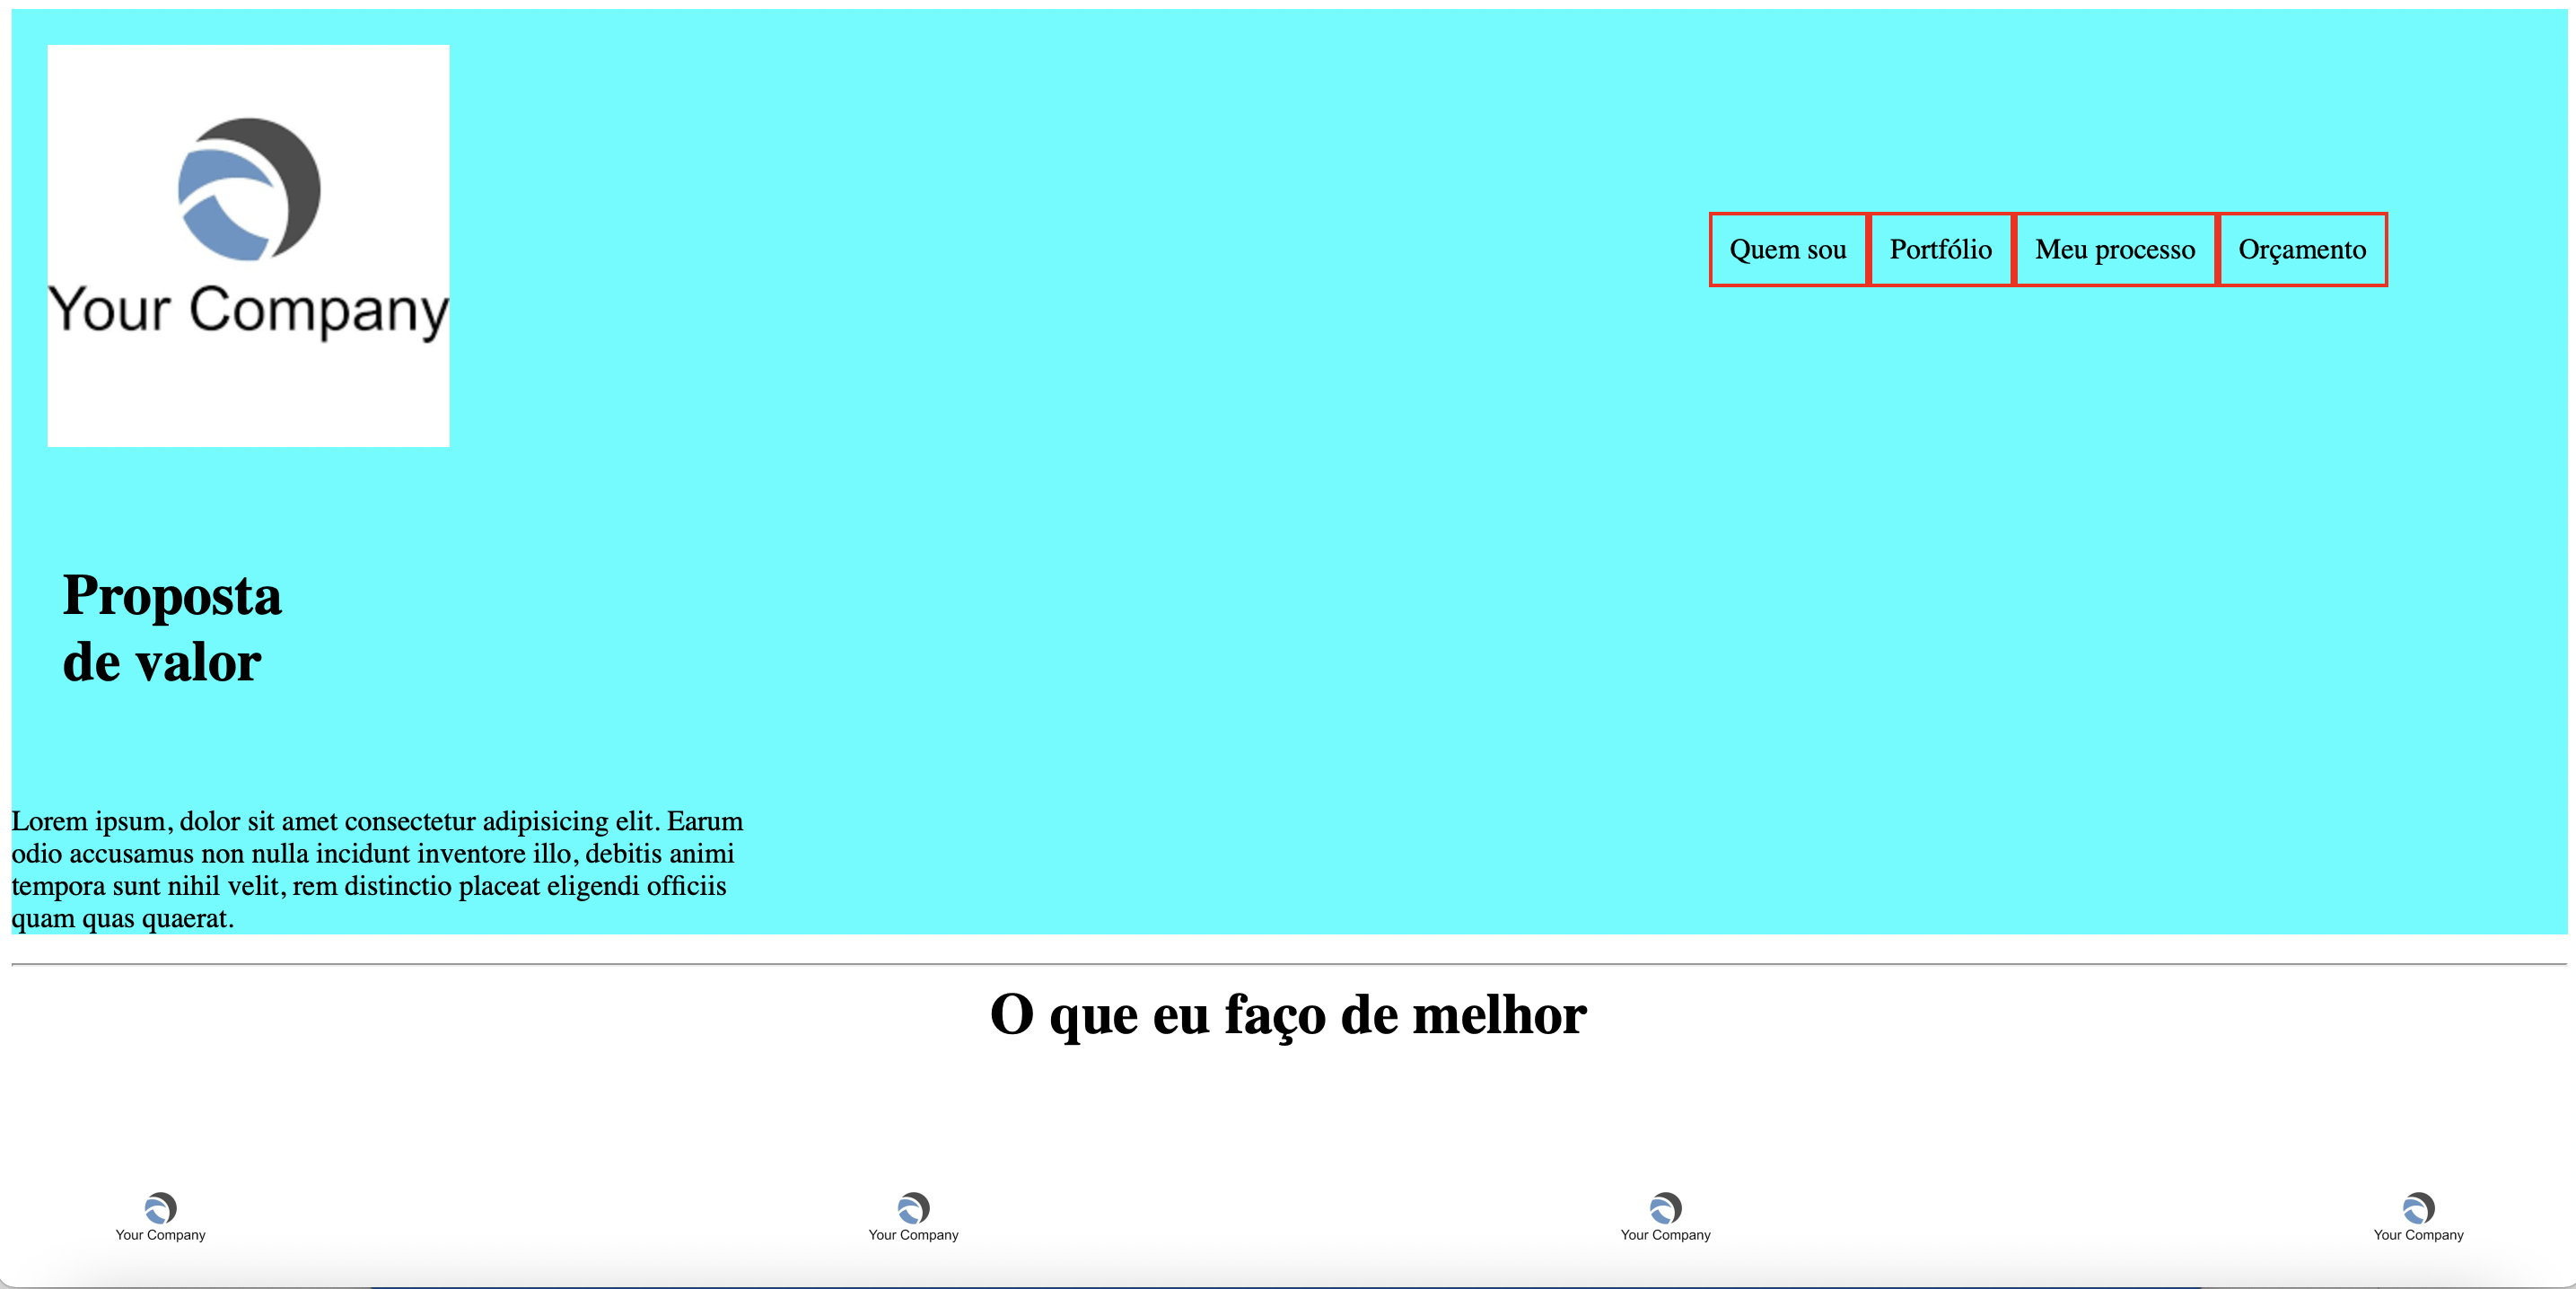 Your Company
Quem sou
Portfólio
Meu processo
Orçamento
Proposta
de valor
Lorem ipsum, dolor sit amet consectetur adipisicing elit. Earum
odio accusamus non nulla incidunt inventore illo, debitis animi
tempora sunt nihil velit, rem distinctio placeat eligendi officiis
quam quas quaerat.
O que eu faço de melhor
Your Company
Your Company
Your Company
Your Company